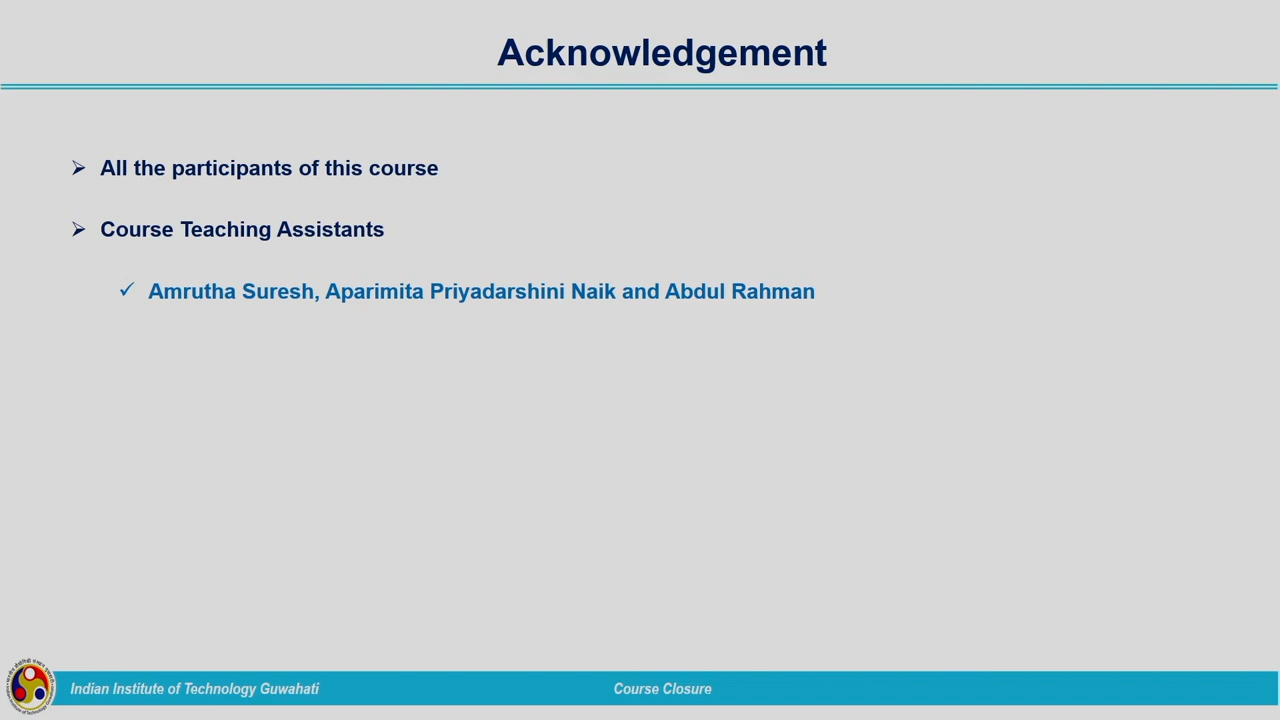 Acknowledgement
All the participants of this course
Course Teaching Assistants
Amrutha Suresh, Aparimita Priyadarshini Naik and Abdul Rahman
Indian Institute of Technology Guwahati
Course Closure